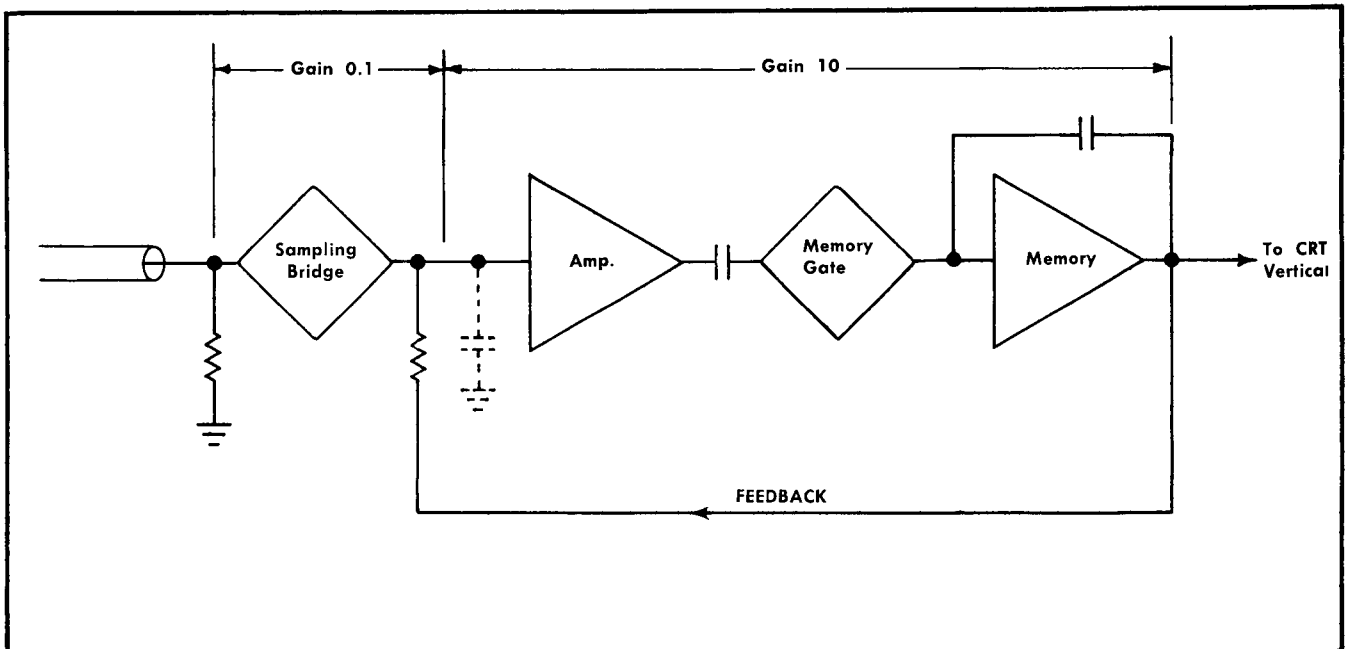 Gain 0.1
Gain 10
Sampling
Bridge
Amp.
Memory
Gate
Memory
To CRT
Vertical
FEEDBACK